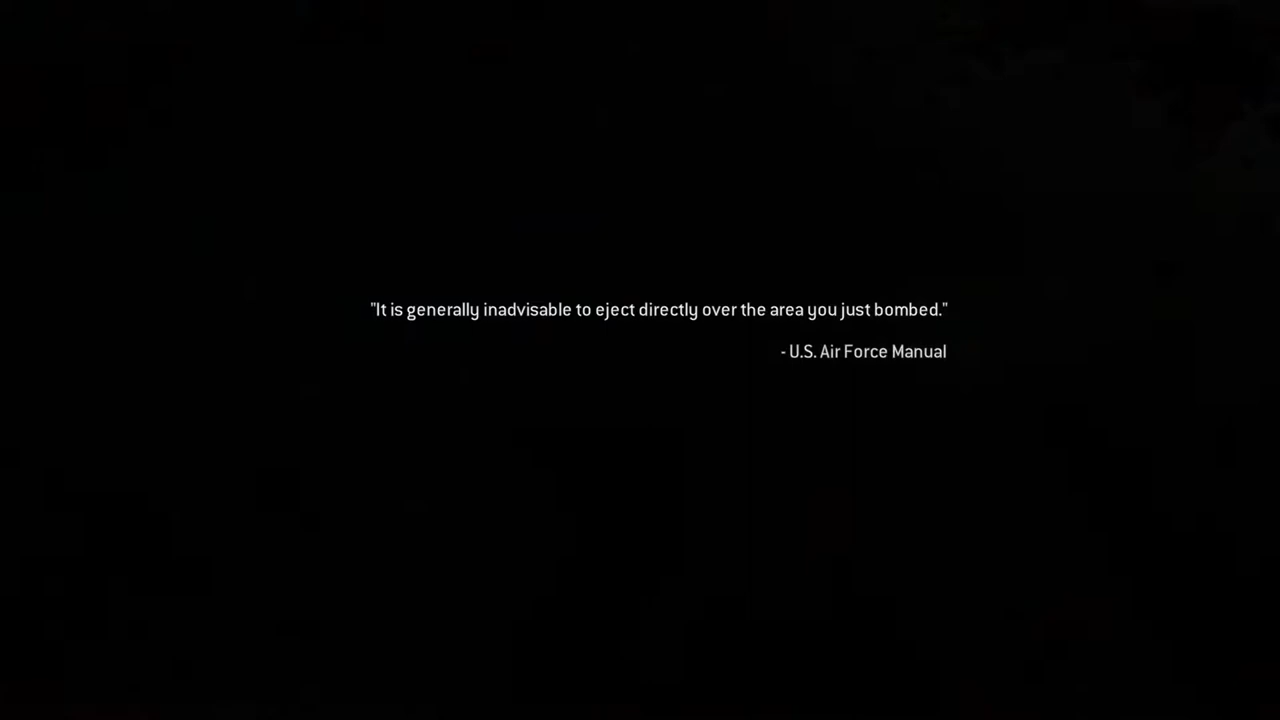 "It is generally inadvisable to eject directly over the area you just bombed."
- U.S. Air Force Manual